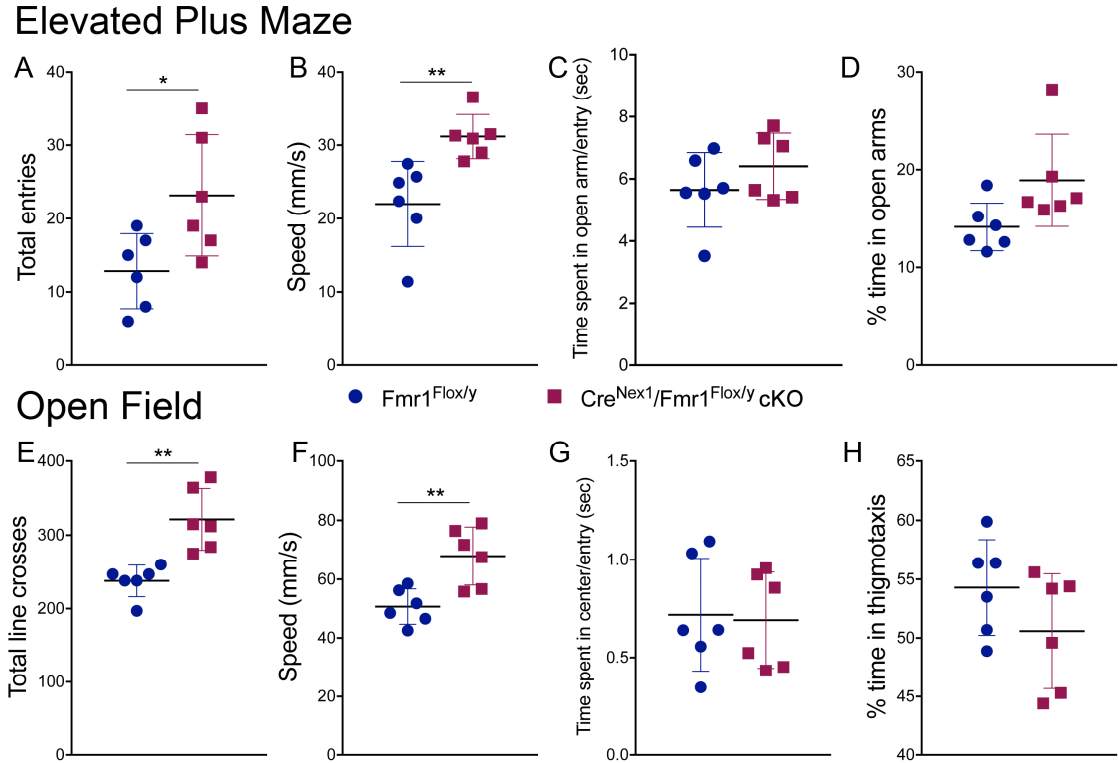 Elevated Plus Maze
A
B
C
D
Total entries
40
30
20
10
0
*
Speed (mm/s)
40
30
20
10
0
**
Time spent in open arm/entry (sec)
10
8
6
4
2
0
% time in open arms
30
20
10
0
Fmr1Flox/y
CreNex1/Fmr1Flox/y cKO
Open Field
E
F
G
H
Total line crosses
400
300
200
100
0
**
Speed (mm/s)
100
80
60
40
20
0
**
Time spent in center/entry (sec)
1.5
1.0
0.5
0.0
% time in thigmotaxis
65
60
55
50
45
40